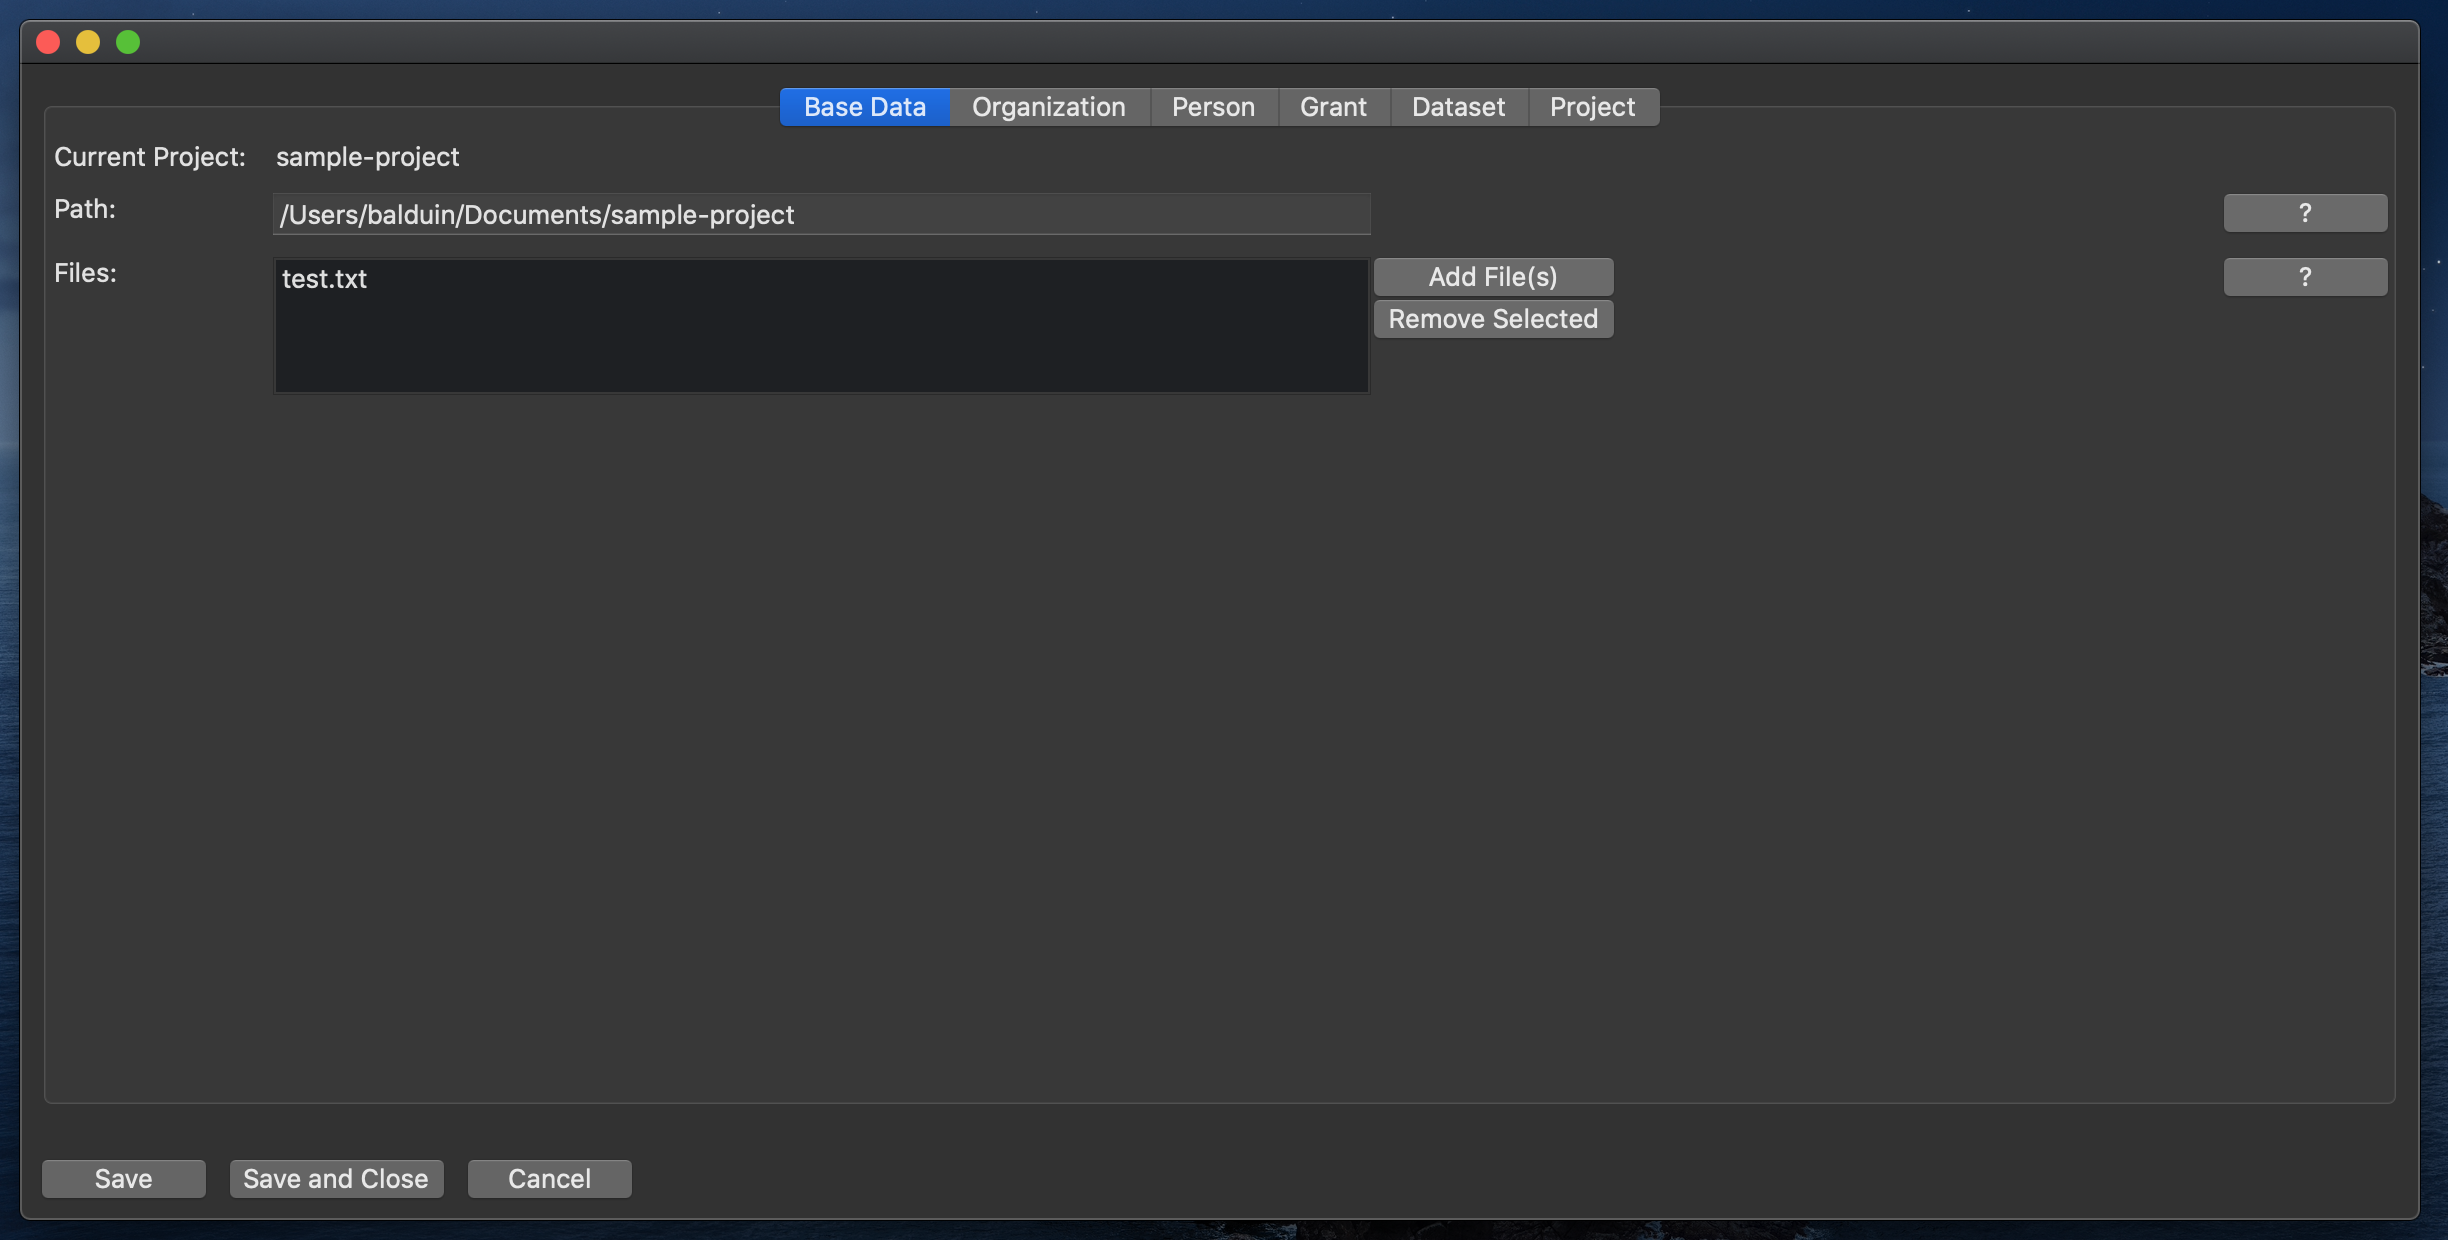 Base Data Organization Person Grant Dataset Project
Current Project: sample-project
Path: /Users/balduin/Documents/sample-project ?
Files: test.txt Add File(s) ?
Remove Selected
Save Save and Close Cancel